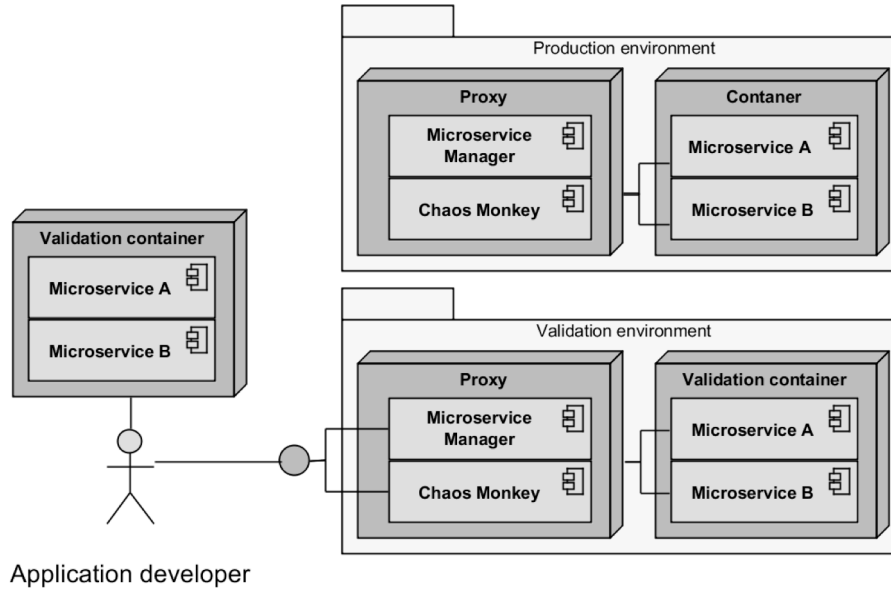 Production environment
Proxy
Microservice
Manager
Chaos Monkey
Contaner
Microservice A
Microservice B
Validation container
Microservice A
Microservice B
Validation environment
Proxy
Microservice
Manager
Chaos Monkey
Validation container
Microservice A
Microservice B
Application developer